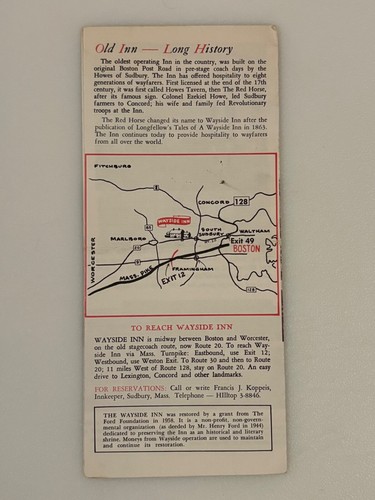 Old Inn — Long History
The oldest operating Inn in the country, was built on the
original Boston Post Road in pre-stage coach days by the
Howes of Sudbury. The Inn has offered hospitality to eight
generations of wayfarers. First licensed at the end of the 17th
century, it was first called Howes Tavern, then The Red Horse,
after its famous sign. Colonel Ezekiel Howe, led Sudbury
farmers to Concord; his wife and family fed Revolutionary
troops at the Inn.
The Red Horse changed its name to Wayside Inn after the
publication of Longfellow's Tales of A Wayside Inn in 1863.
The Inn continues today to provide hospitality to wayfarers
from all over the world.
FITCHBURG
CONCORD 128
WAYSIDE INN
MARLBORO
SOUTH
SUDBURY
WALTHAM
Exit 49
BOSTON
WORCESTER
MASS. PIKE
FRAMINGHAM
EXIT 12
128
TO REACH WAYSIDE INN
WAYSIDE INN is midway between Boston and Worcester,
on the old stagecoach route, now Route 20. To reach Way-
side Inn via Mass. Turnpike: Eastbound, use Exit 12;
Westbound, use Weston Exit. To Route 30 and then to Route
20; 11 miles West of Route 128, stay on Route 20. An easy
drive to Lexington, Concord and other landmarks.
FOR RESERVATIONS: Call or write Francis J. Koppeis,
Innkeeper, Sudbury, Mass. Telephone — HIlltop 3-8846.
THE WAYSIDE INN was restored by a grant from The
Ford Foundation in 1958. It is a non-profit, non-govern-
mental organization (as deeded by Mr. Henry Ford in 1944)
dedicated to preserving the Inn as an historical and literary
shrine. Moneys from Wayside operation are used to maintain
and continue its restoration.